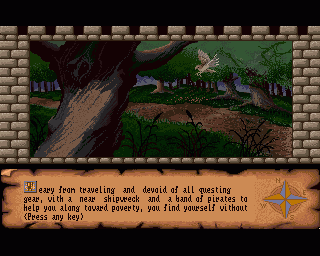 Weary from traveling and devoid of all questing
gear, with a near shipwreck and a band of pirates to
help you along toward poverty, you find yourself without
(Press any key)
N
S